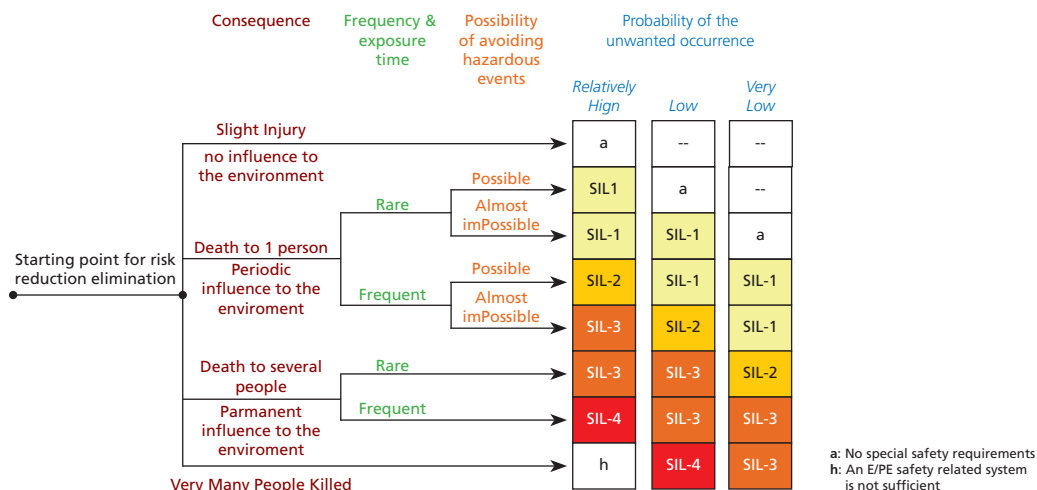 Consequence
Frequency &
exposure
time
Possibility
of avoiding
hazardous
events
Probability of the
unwanted occurrence
Relatively
Hign
Low
Very
Low
Slight Injury
no influence to
the environment
a
--
--
Possible
SIL1
a
--
Rare
Almost
imPossible
SIL-1
SIL-1
a
Death to 1 person
Periodic
influence to the
enviroment
Starting point for risk
reduction elimination
Possible
SIL-2
SIL-1
SIL-1
Frequent
Almost
imPossible
SIL-3
SIL-2
SIL-1
Death to several
people
Rare
SIL-3
SIL-3
SIL-2
Parmanent
influence to the
enviroment
Frequent
SIL-4
SIL-3
SIL-3
Very Many People Killed
h
SIL-4
SIL-3
a: No special safety requirements
h: An E/PE safety related system
is not sufficient